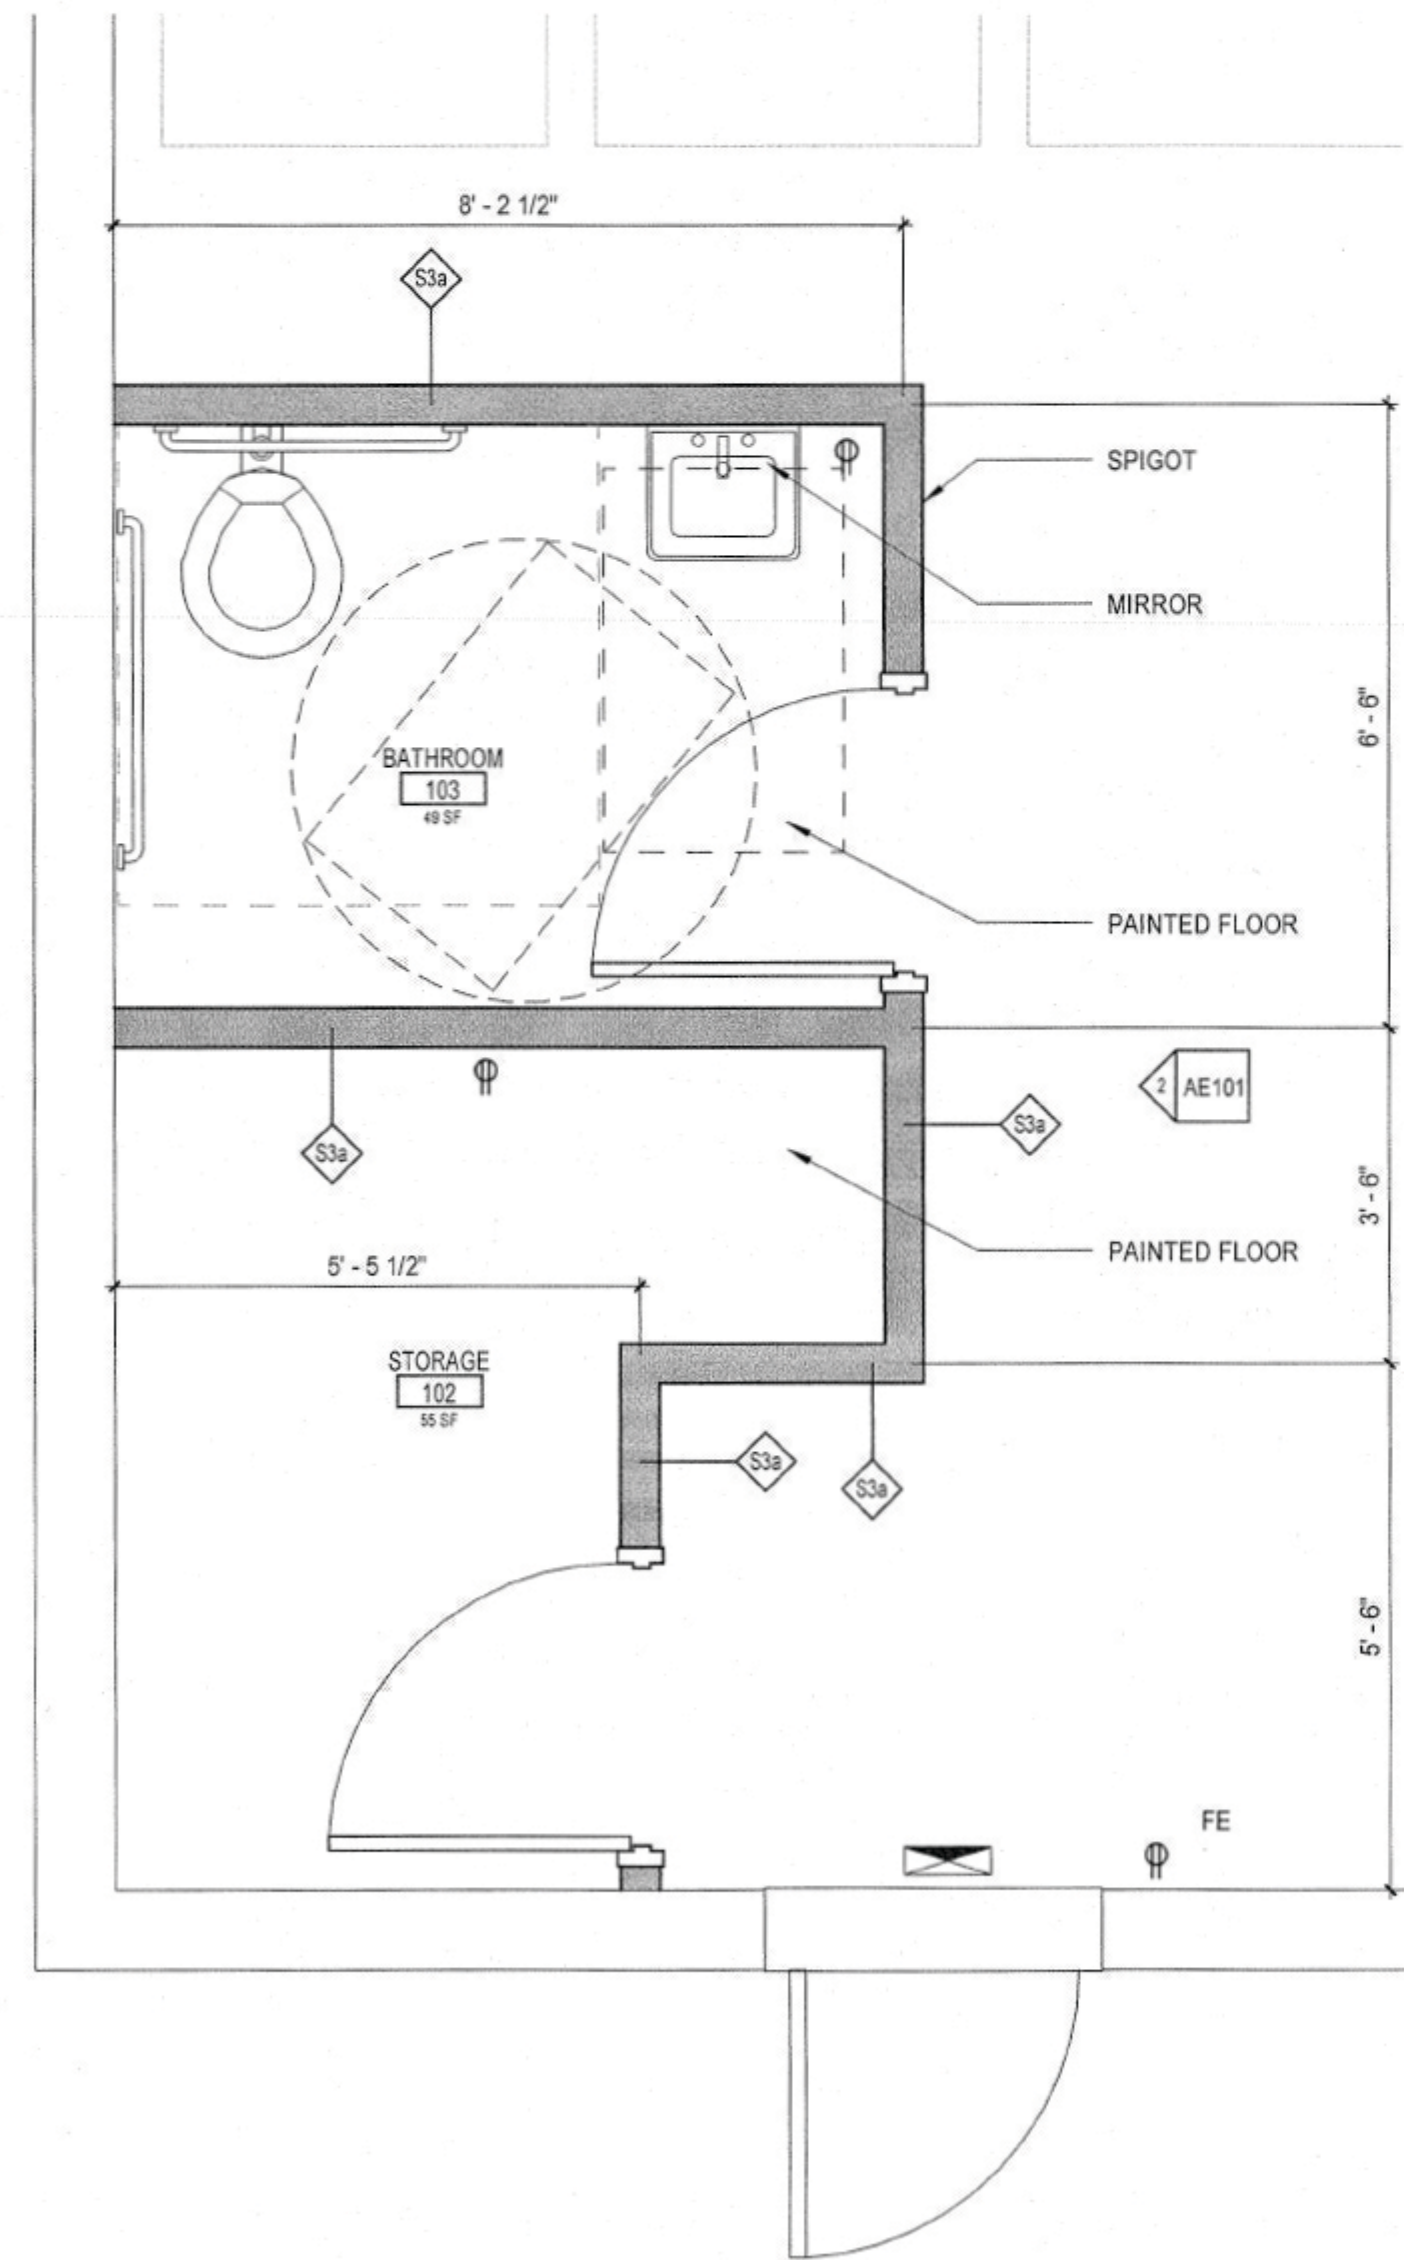 8' - 2 1/2"
S3a
SPIGOT
MIRROR
6' - 6"
BATHROOM
103
49 SF
PAINTED FLOOR
2 AE101
S3a
S3a
3' - 6"
PAINTED FLOOR
5' - 5 1/2"
STORAGE
102
55 SF
S3a
S3a
5' - 6"
FE